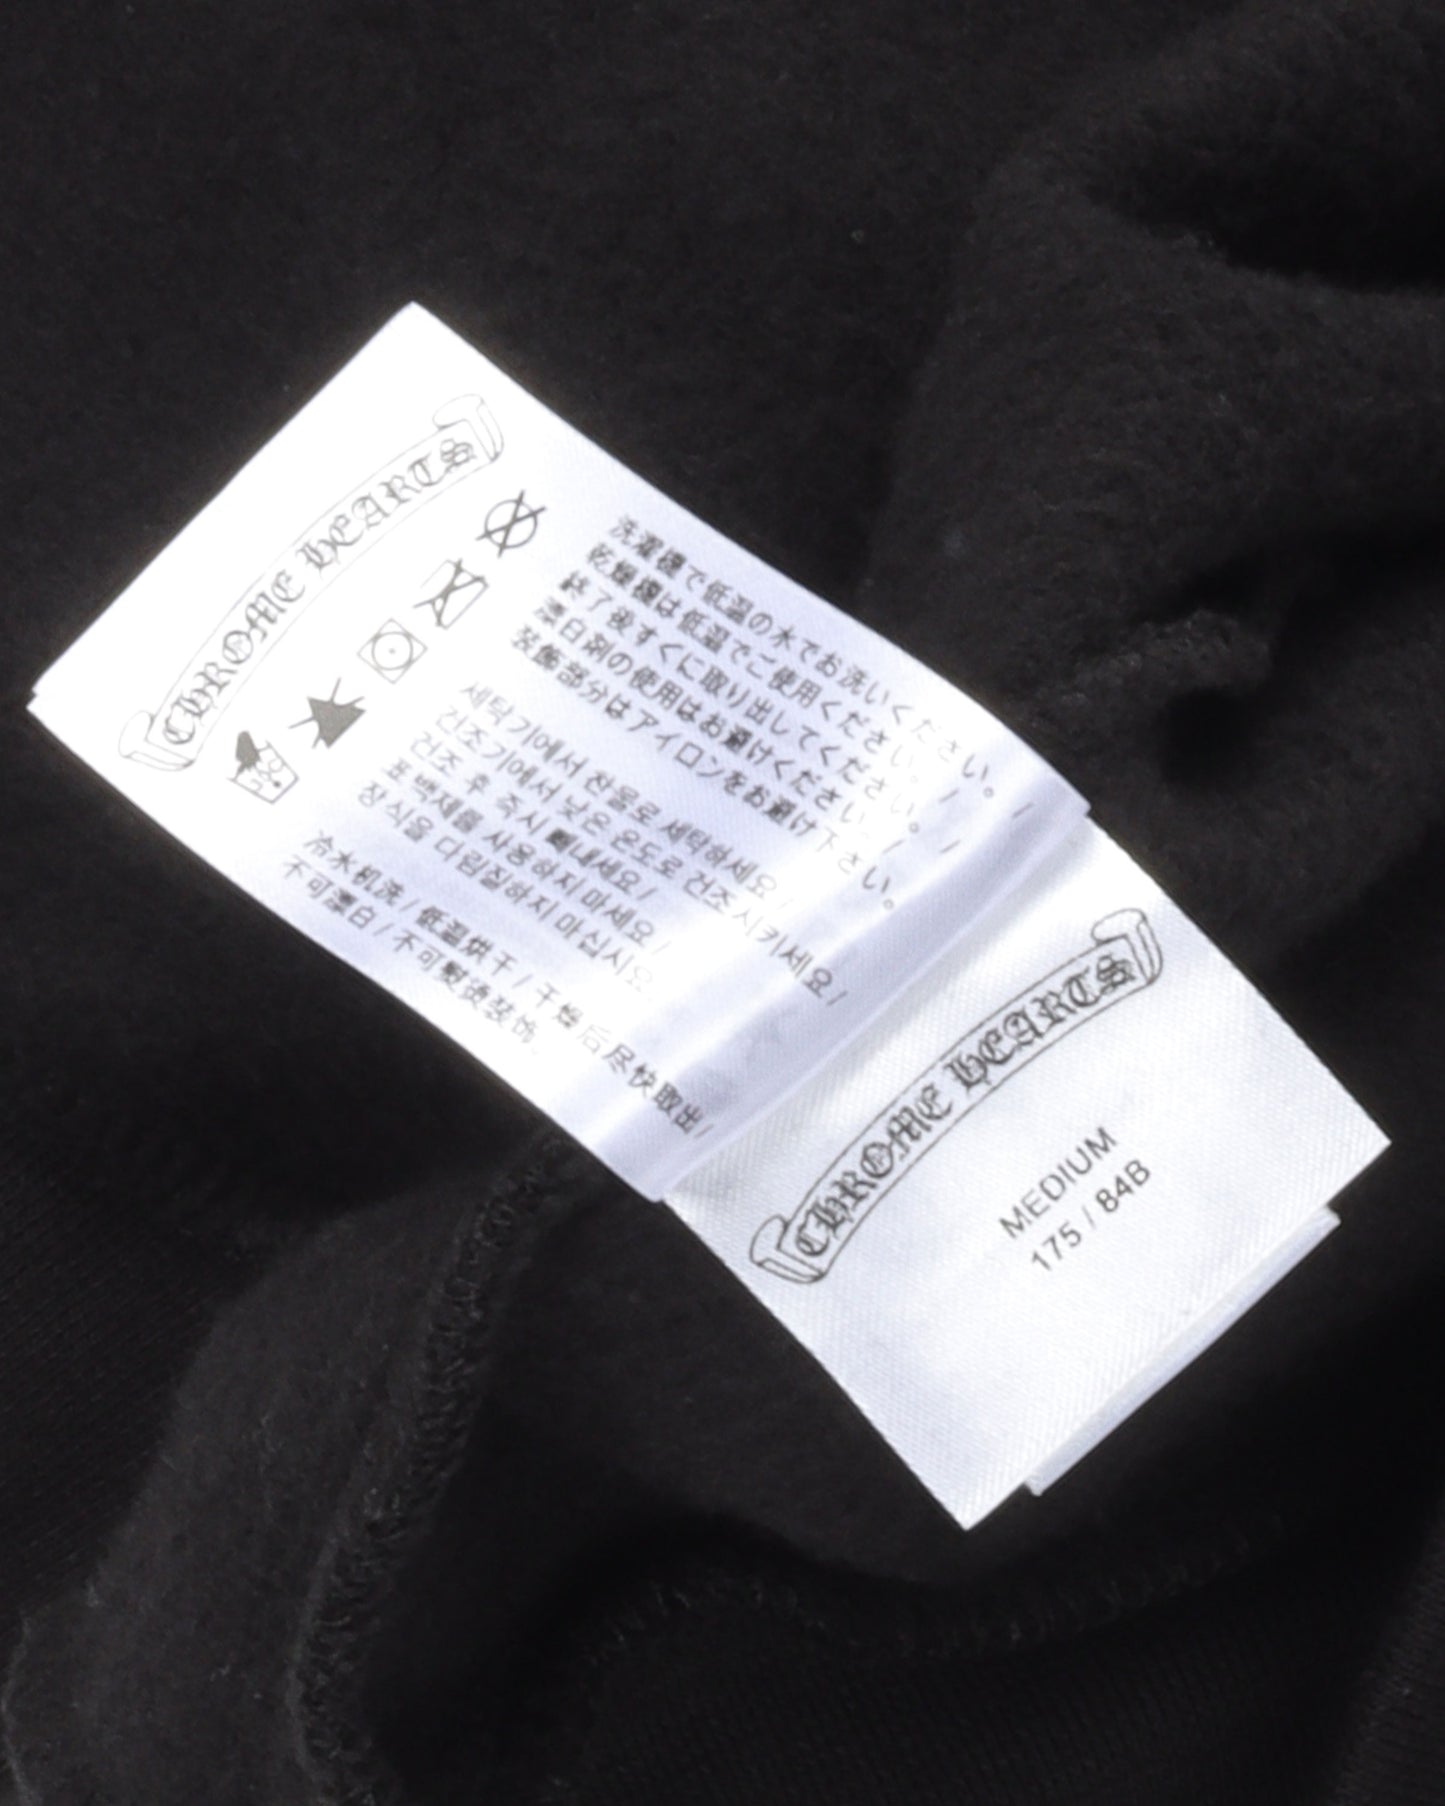 CHROME HEARTS
洗濯機で低温の水でお洗いください。/
乾燥機は低温でご使用ください。/
終了後すぐに取り出してください。/
漂白剤の使用はお避けください。/
装飾部分はアイロンをお避け下さい。
세탁기에서 찬물로 세탁하세요 /
건조기에서 낮은 온도로 건조시키세요 /
건조 후 즉시 빼내세요 /
표백제를 사용하지 마세요 /
장식을 다림질하지 마십시요.
冷水机洗 / 低温烘干 / 干燥后尽快取出 /
不可漂白 / 不可熨烫装饰。
CHROME HEARTS
MEDIUM
175 / 84B